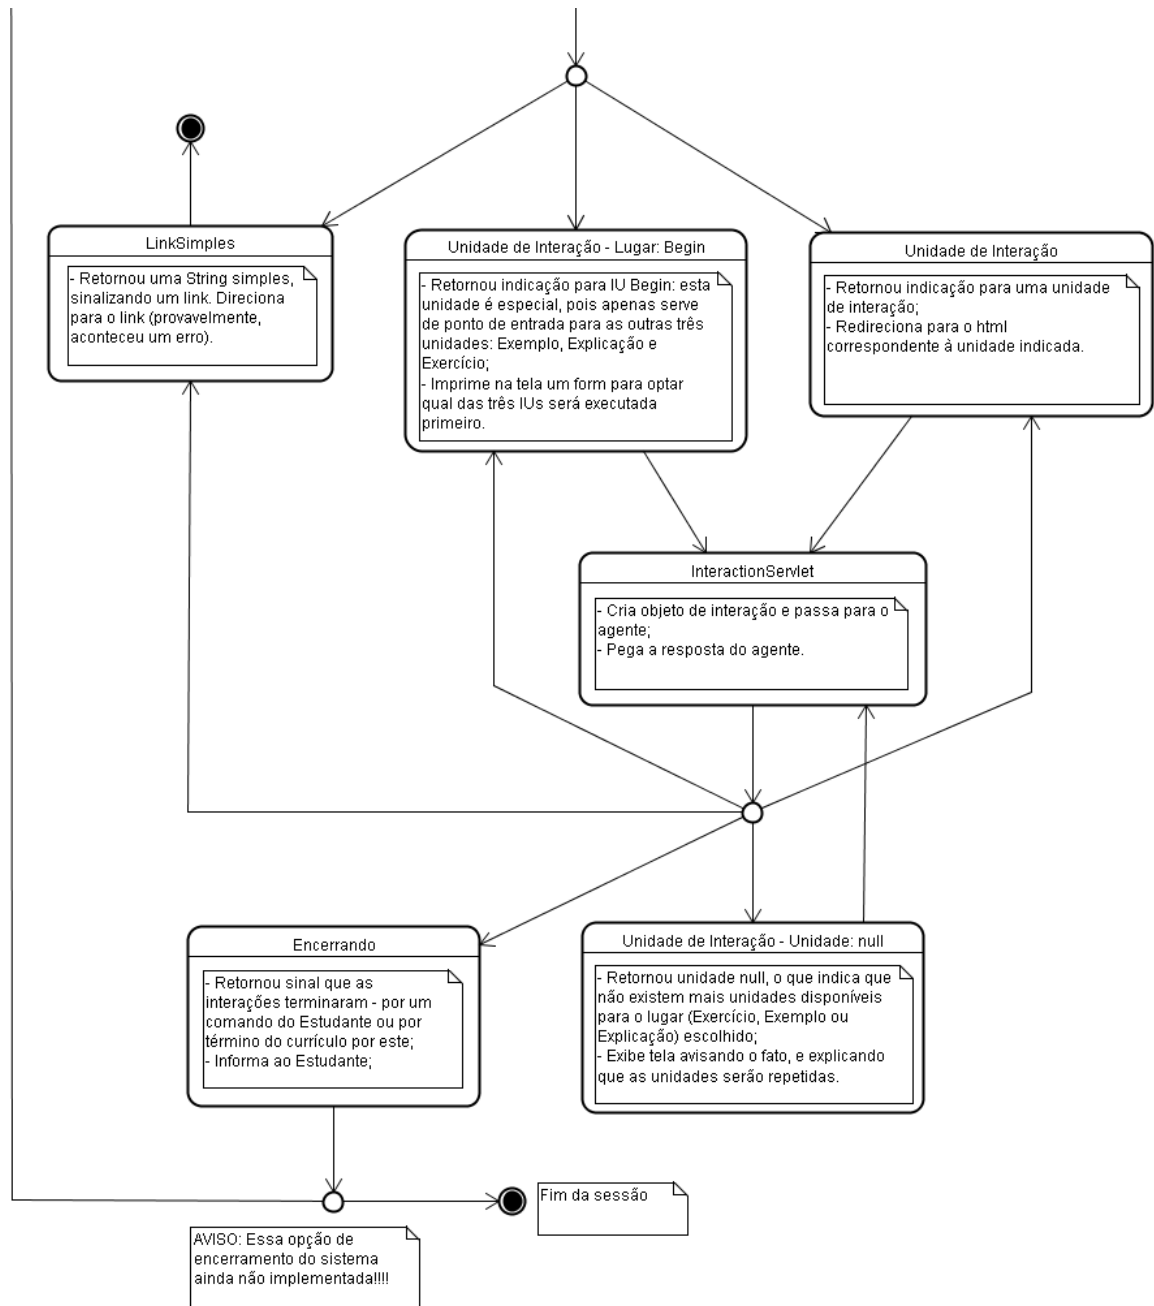 LinkSimples
- Retornou uma String simples,
sinalizando um link. Direciona
para o link (provavelmente,
aconteceu um erro).
Unidade de Interação - Lugar: Begin
- Retornou indicação para IU Begin: esta
unidade é especial, pois apenas serve
de ponto de entrada para as outras três
unidades: Exemplo, Explicação e
Exercício;
- Imprime na tela um form para optar
qual das três IUs será executada
primeiro.
Unidade de Interação
- Retornou indicação para uma unidade
de interação;
- Redireciona para o html
correspondente à unidade indicada.
InteractionServlet
- Cria objeto de interação e passa para o
agente;
- Pega a resposta do agente.
Encerrando
- Retornou sinal que as
interações terminaram - por um
comando do Estudante ou por
término do currículo por este;
- Informa ao Estudante;
Unidade de Interação - Unidade: null
- Retornou unidade null, o que indica que
não existem mais unidades disponíveis
para o lugar (Exercício, Exemplo ou
Explicação) escolhido;
- Exibe tela avisando o fato, e explicando
que as unidades serão repetidas.
Fim da sessão
AVISO: Essa opção de
encerramento do sistema
ainda não implementada!!!!